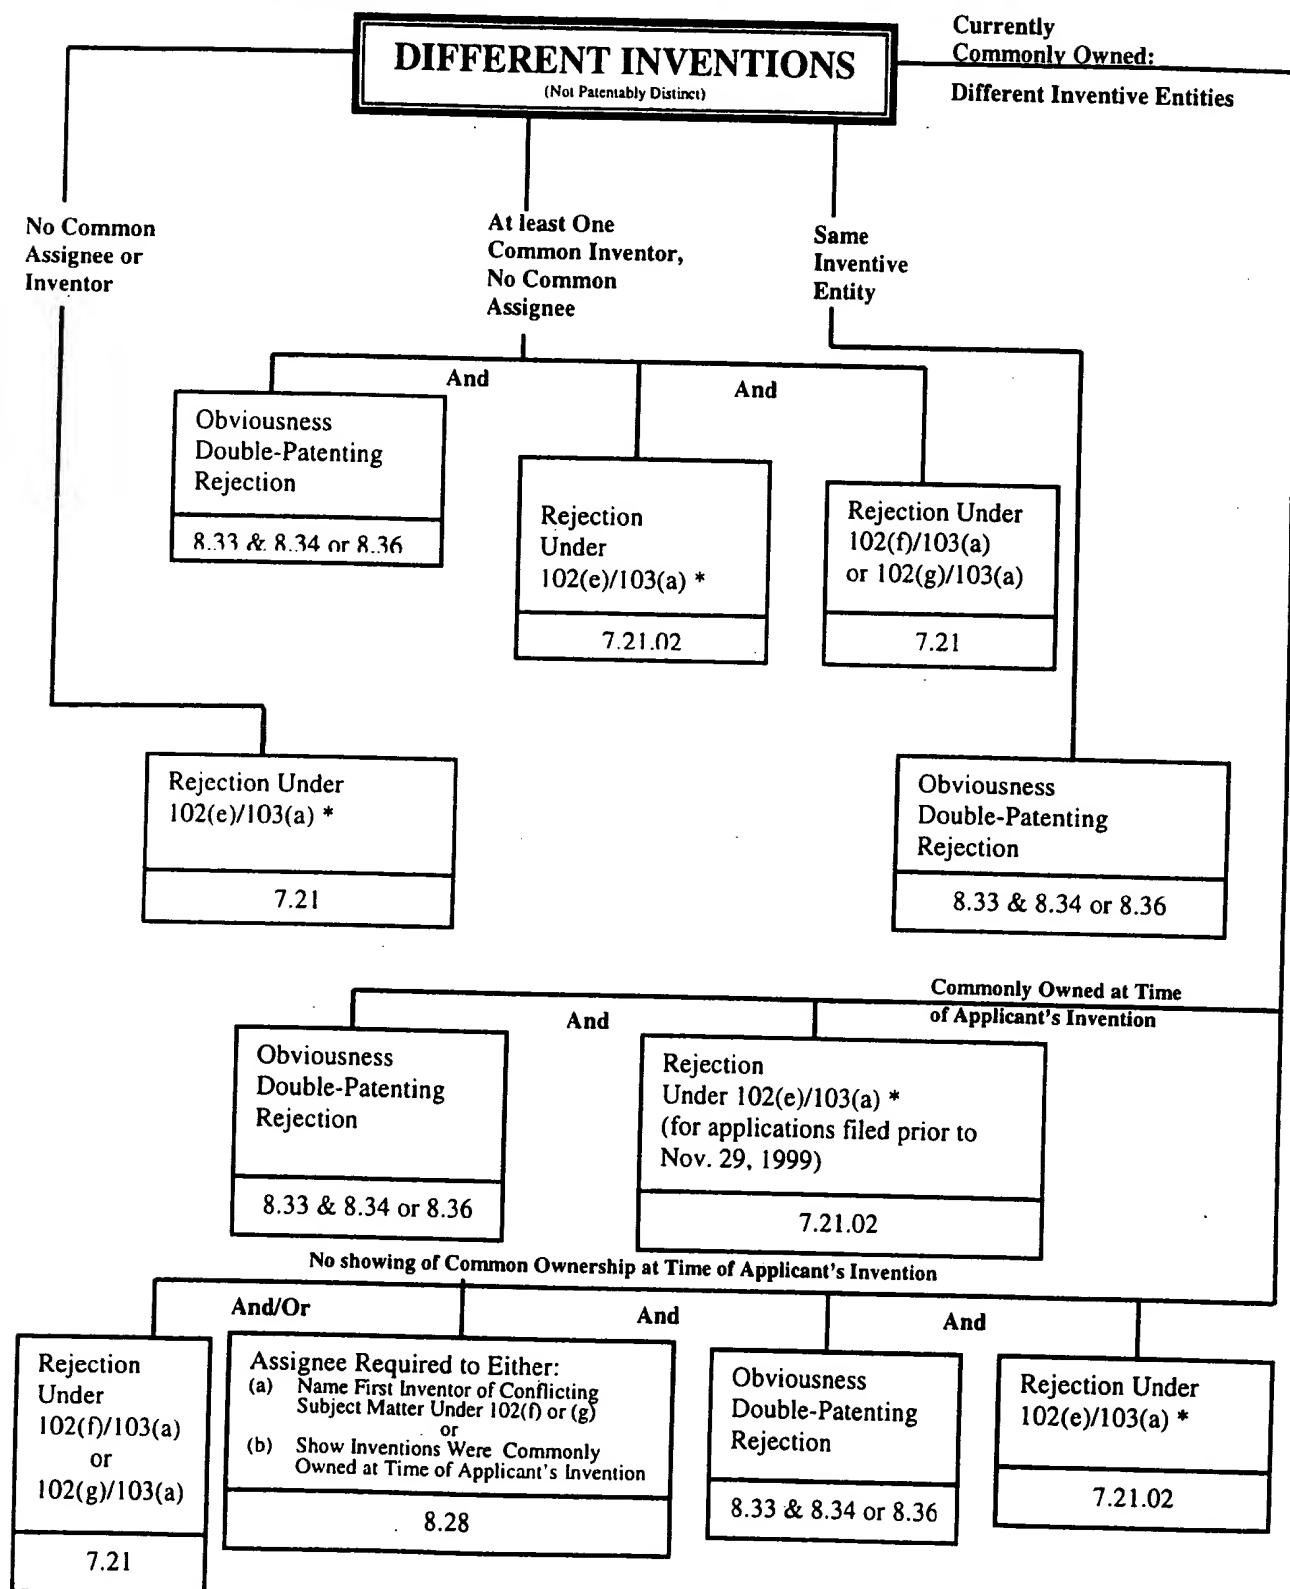 DIFFERENT INVENTIONS
(Not Patentably Distinct)
Currently
Commonly Owned:
Different Inventive Entities
No Common
Assignee or
Inventor
At least One
Common Inventor,
No Common
Assignee
Same
Inventive
Entity
And
And
Obviousness
Double-Patenting
Rejection
8.33 & 8.34 or 8.36
Rejection
Under
102(e)/103(a) *
7.21.02
Rejection Under
102(f)/103(a)
or 102(g)/103(a)
7.21
Rejection Under
102(e)/103(a) *
7.21
Obviousness
Double-Patenting
Rejection
8.33 & 8.34 or 8.36
Commonly Owned at Time
of Applicant's Invention
And
Obviousness
Double-Patenting
Rejection
8.33 & 8.34 or 8.36
Rejection
Under 102(e)/103(a) *
(for applications filed prior to
Nov. 29, 1999)
7.21.02
No showing of Common Ownership at Time of Applicant's Invention
And/Or
And
And
Rejection
Under
102(f)/103(a)
or
102(g)/103(a)
7.21
Assignee Required to Either:
(a) Name First Inventor of Conflicting
Subject Matter Under 102(f) or (g)
or
(b) Show Inventions Were Commonly
Owned at Time of Applicant's Invention
8.28
Obviousness
Double-Patenting
Rejection
8.33 & 8.34 or 8.36
Rejection Under
102(e)/103(a) *
7.21.02